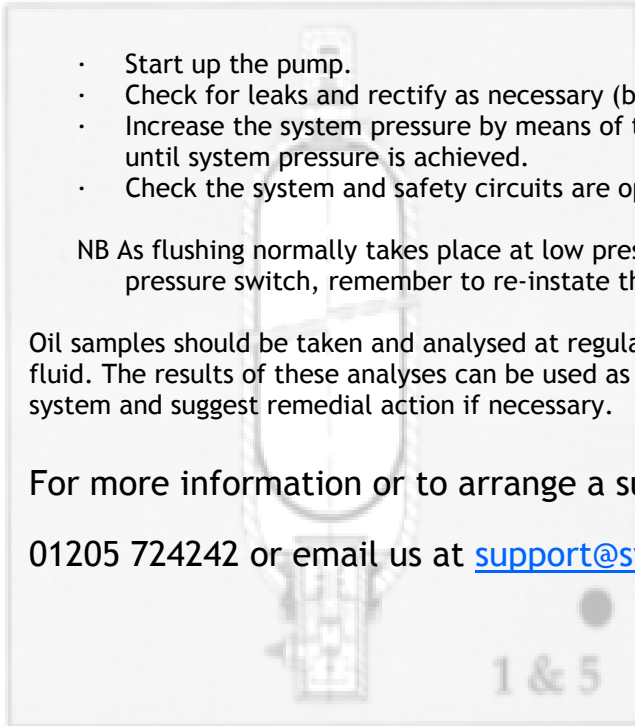 · Start up the pump.
· Check for leaks and rectify as necessary (b
· Increase the system pressure by means of t
until system pressure is achieved.
· Check the system and safety circuits are op
NB As flushing normally takes place at low pres
pressure switch, remember to re-instate th
Oil samples should be taken and analysed at regula
fluid. The results of these analyses can be used as
system and suggest remedial action if necessary.
For more information or to arrange a su
01205 724242 or email us at support@s
1 & 5